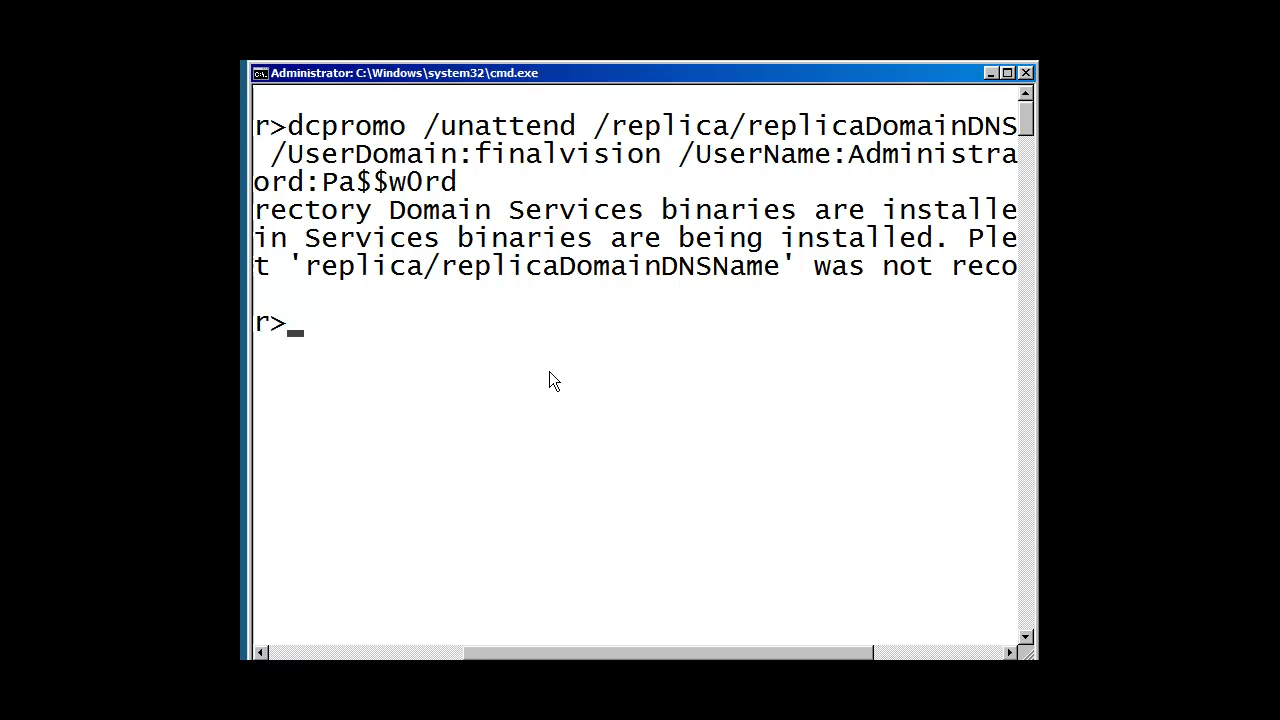 Administrator: C:\Windows\system32\cmd.exe
r>dcpromo /unattend /replica/replicaDomainDNS
/UserDomain:finalvision /UserName:Administra
ord:Pa$$w0rd
rectory Domain Services binaries are installe
in Services binaries are being installed. Ple
t 'replica/replicaDomainDNSName' was not reco
r>